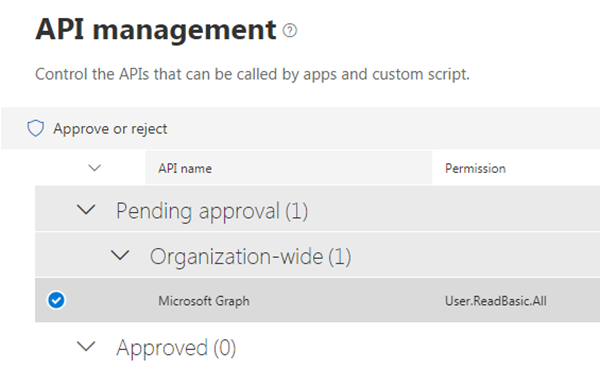 API management ?
Control the APIs that can be called by apps and custom script.
Approve or reject
API name Permission
Pending approval (1)
Organization-wide (1)
Microsoft Graph User.ReadBasic.All
Approved (0)